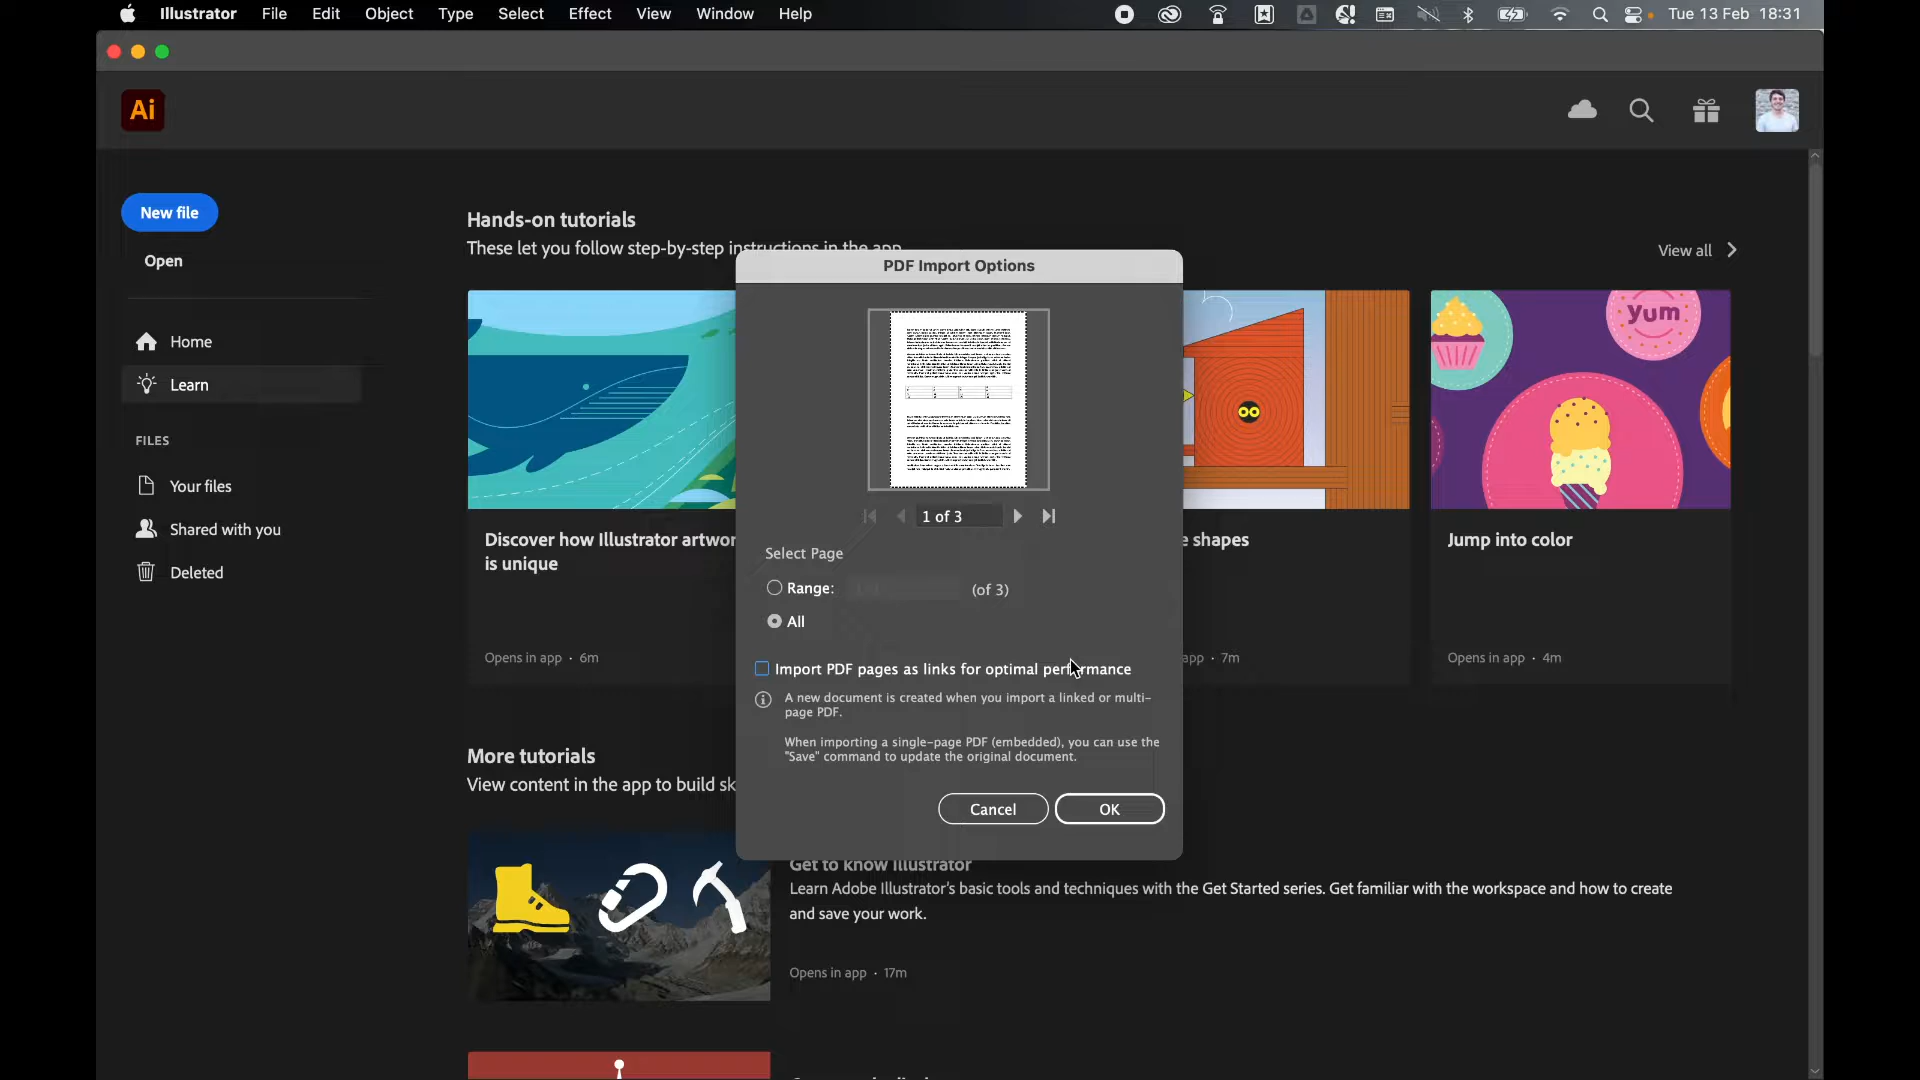 Illustrator File Edit Object Type Select Effect View Window Help
Tue 13 Feb 18:31
Ai
New file
Open
Home
Learn
FILES
Your files
Shared with you
Deleted
Hands-on tutorials
These let you follow step-by-step instructions in the app
View all
yum
Discover how Illustrator artwor
is unique
Opens in app · 6m
e shapes
app · 7m
Jump into color
Opens in app · 4m
PDF Import Options
1 of 3
Select Page
Range:
(of 3)
All
Import PDF pages as links for optimal performance
A new document is created when you import a linked or multi-
page PDF.
When importing a single-page PDF (embedded), you can use the
"Save" command to update the original document.
Cancel
OK
More tutorials
View content in the app to build sk
Get to know Illustrator
Learn Adobe Illustrator's basic tools and techniques with the Get Started series. Get familiar with the workspace and how to create
and save your work.
Opens in app · 17m